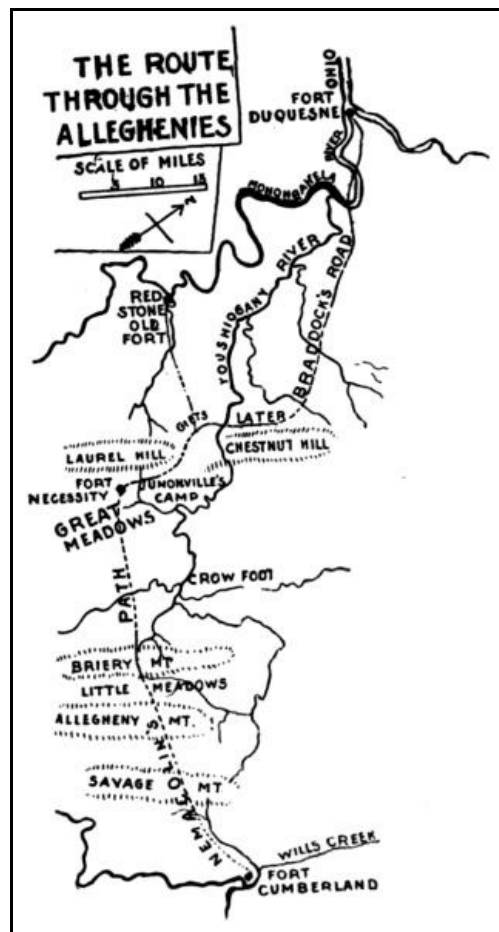 THE ROUTE
THROUGH THE
ALLEGHENIES
SCALE OF MILES
5 10 15
N
OHIO
FORT
DUQUESNE
RIVER
MONONGAHELA
RED
STONE
OLD
FORT
YOUSHIOGANY RIVER
BRADDOCK'S ROAD
GISTS
LATER
LAUREL HILL
CHESTNUT HILL
FORT
NECESSITY
JUMONVILLE'S
CAMP
GREAT
MEADOWS
PATH
CROW FOOT
BRIERY MT
LITTLE MEADOWS
ALLEGHENY MT.
SAVAGE MT
NEMACOLIN'S
WILLS CREEK
FORT
CUMBERLAND